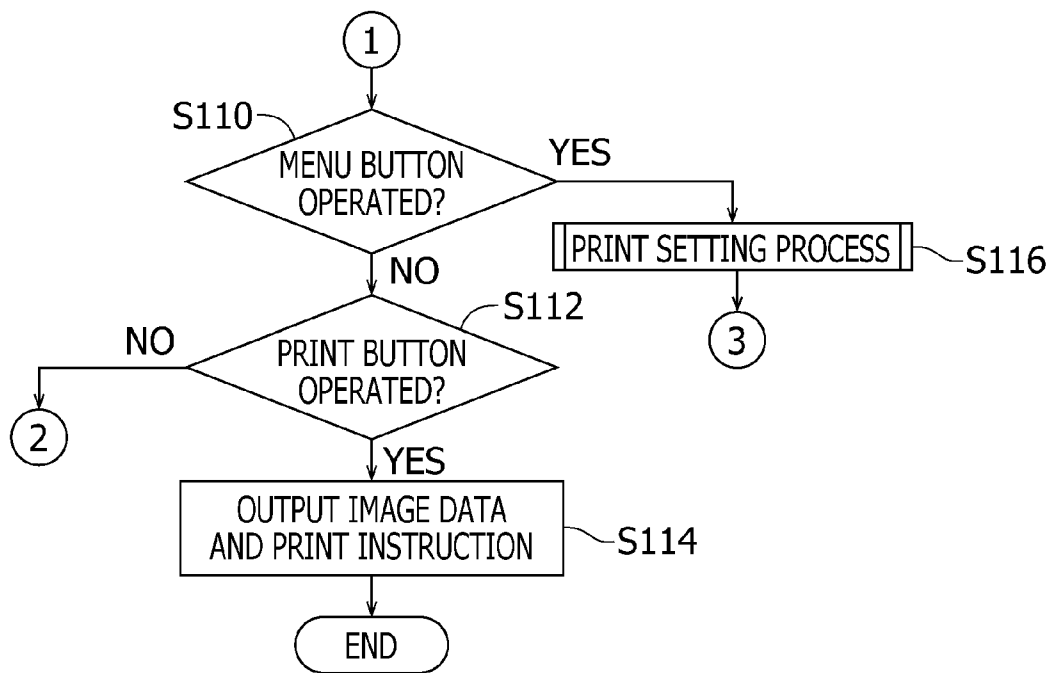 1
S110
MENU BUTTON
OPERATED?
YES
PRINT SETTING PROCESS
S116
NO
3
S112
NO
PRINT BUTTON
OPERATED?
2
YES
OUTPUT IMAGE DATA
AND PRINT INSTRUCTION
S114
END